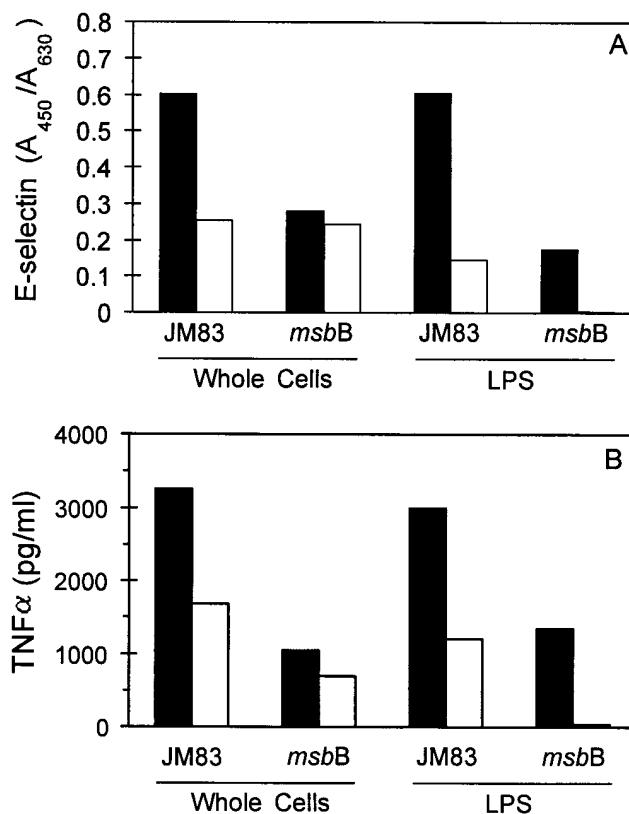 A
E-selectin (A450/A630)
0.8
0.7
0.6
0.5
0.4
0.3
0.2
0.1
0
JM83 msbB JM83 msbB
Whole Cells LPS
B
TNFα (pg/ml)
4000
3000
2000
1000
0
JM83 msbB JM83 msbB
Whole Cells LPS